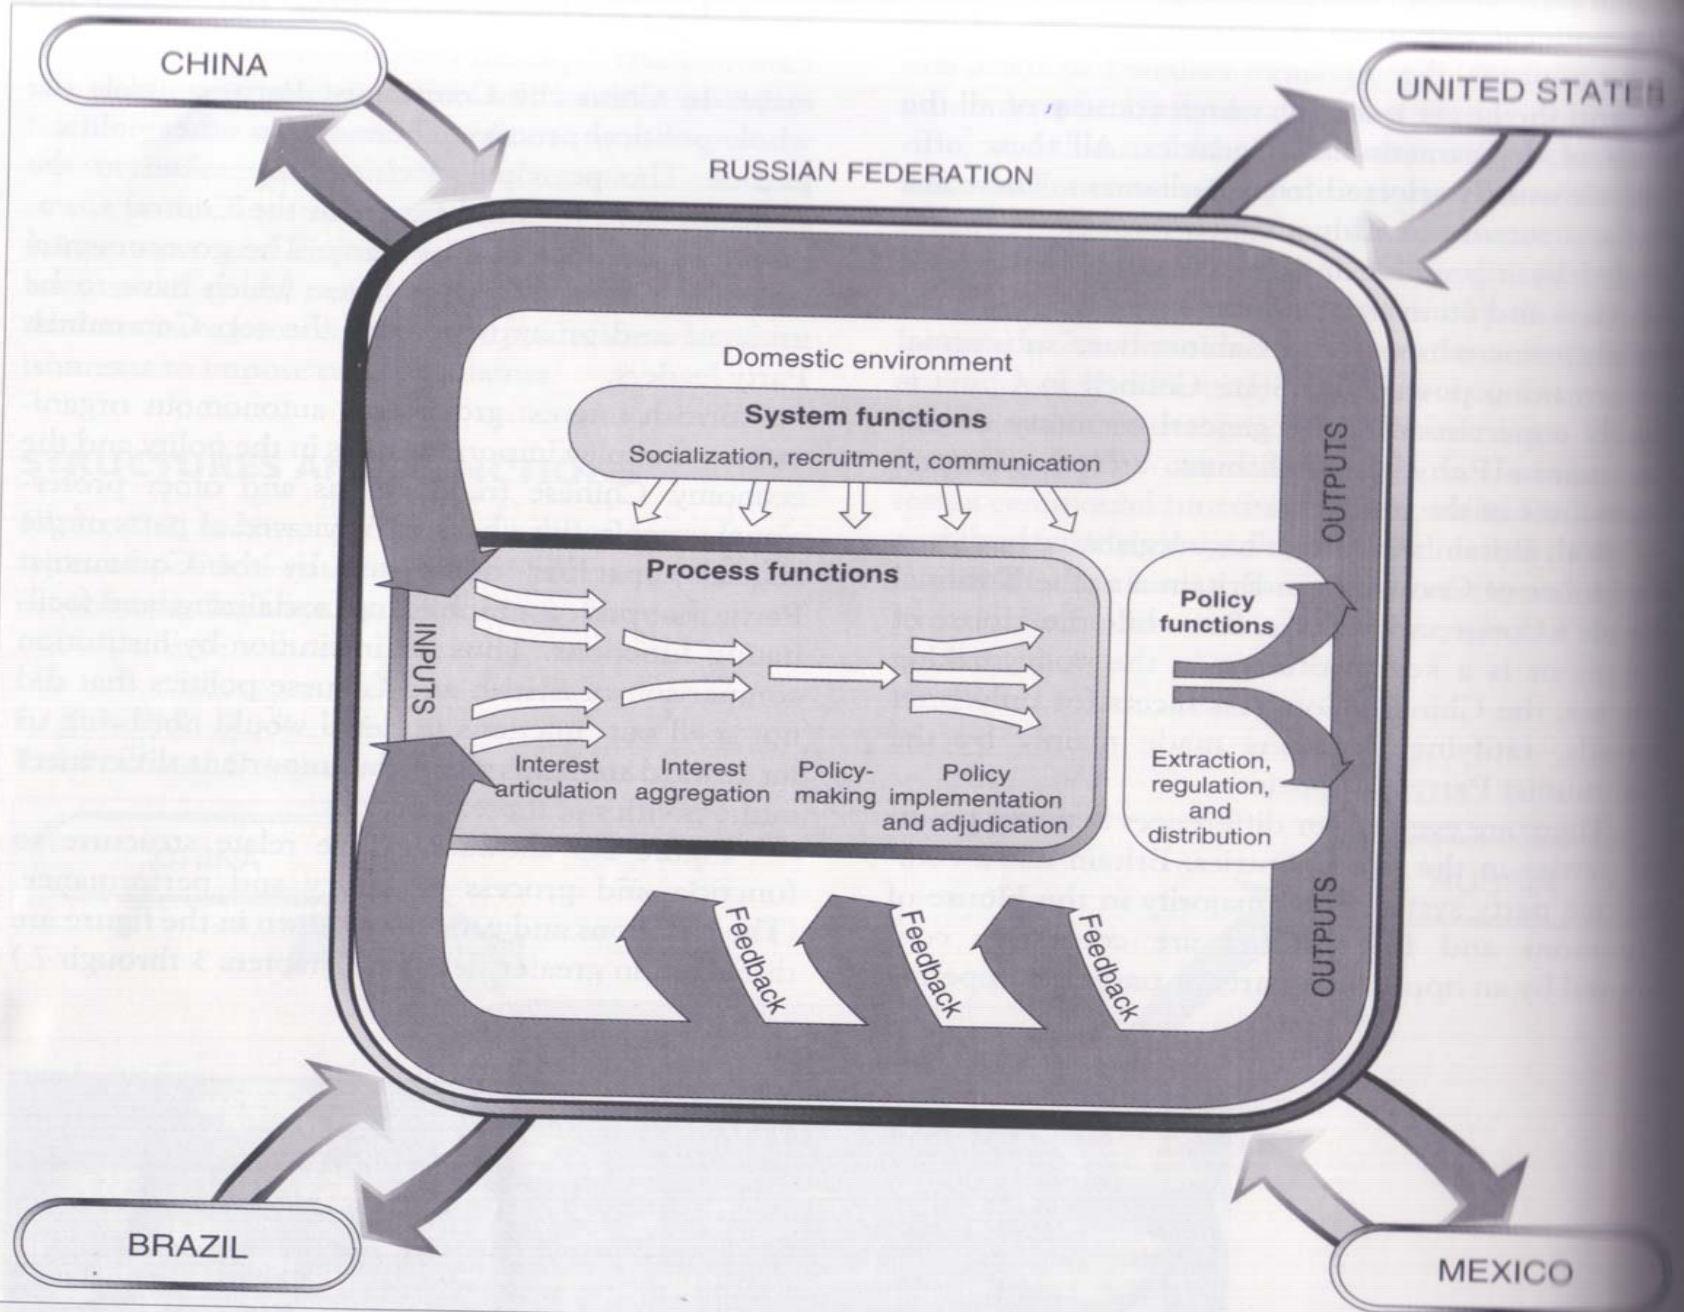 CHINA
UNITED STATES
RUSSIAN FEDERATION
Domestic environment
System functions
Socialization, recruitment, communication
OUTPUTS
Process functions
Policy
functions
INPUTS
Interest
articulation
Interest
aggregation
Policy-
making
Policy
implementation
and adjudication
Extraction,
regulation,
and
distribution
OUTPUTS
Feedback
Feedback
Feedback
BRAZIL
MEXICO